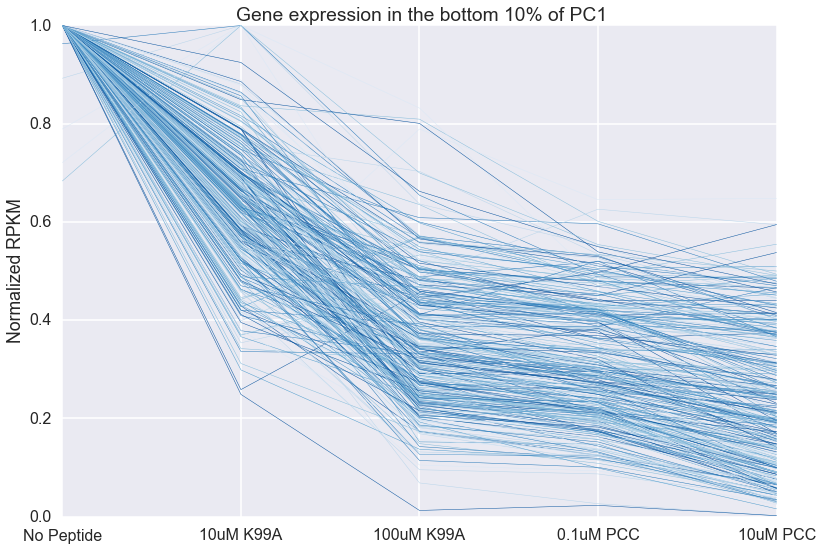 Gene expression in the bottom 10% of PC1
Normalized RPKM
1.0
0.8
0.6
0.4
0.2
0.0
No Peptide
10uM K99A
100uM K99A
0.1uM PCC
10uM PCC